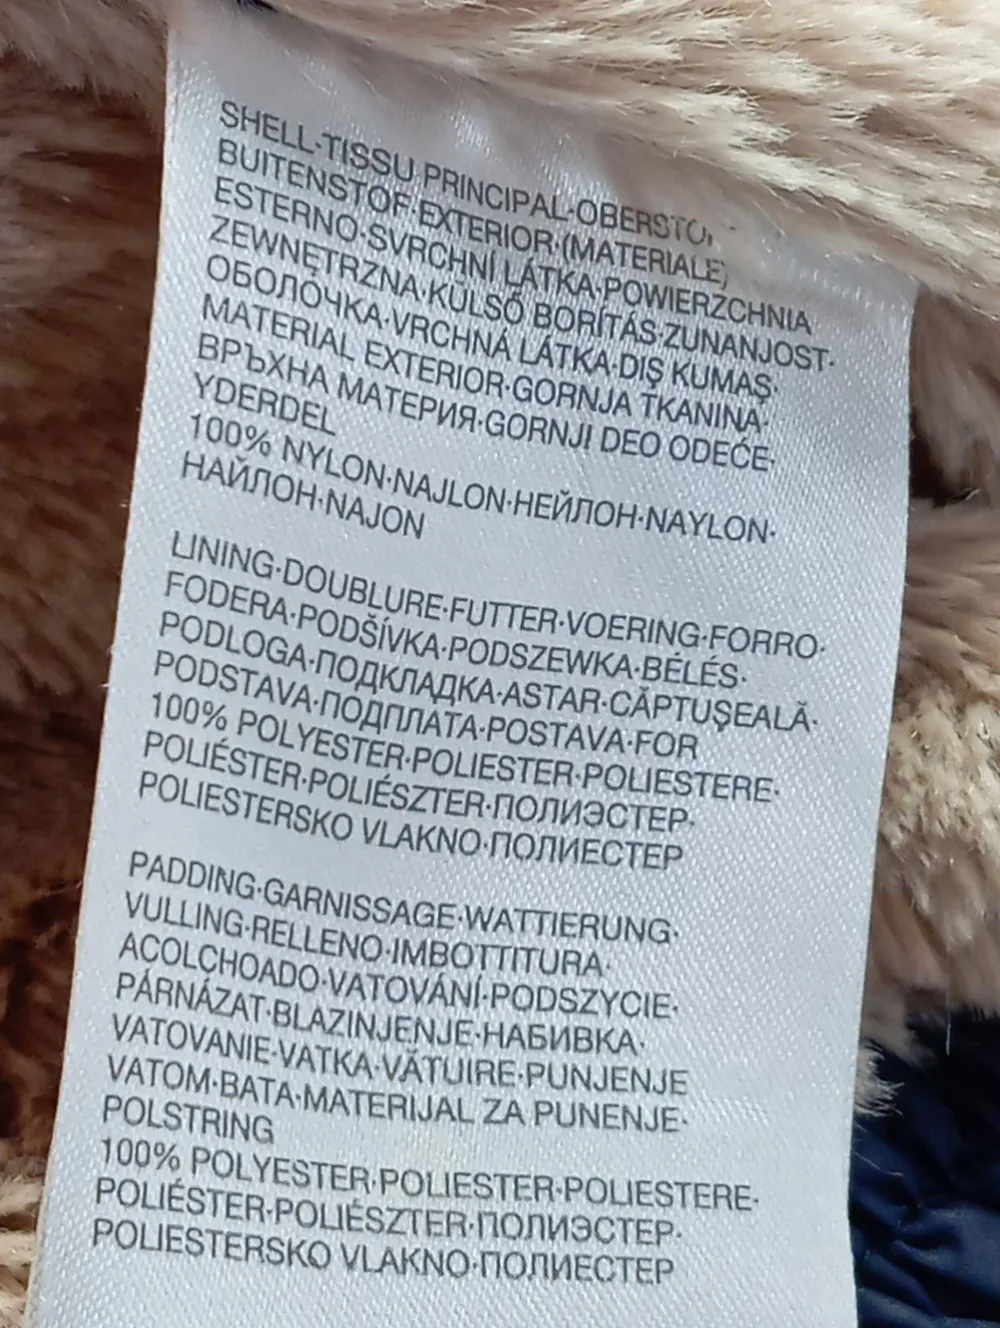 SHELL·TISSU PRINCIPAL·OBERSTO
BUITENSTOF·EXTERIOR·(MATERIALE)
ESTERNO·SVRCHNÍ LÁTKA·POWIERZCHNIA
ZEWNĘTRZNA·KÜLSŐ BORÍTÁS·ZUNANJOST·
ОБОЛОЧКА·VRCHNÁ LÁTKA·DIŞ KUMAŞ·
MATERIAL EXTERIOR·GORNJA TKANINA·
ВРЪХНА МАТЕРИЯ·GORNJI DEO ODEĆE·
YDERDEL
100% NYLON·NAJLON·НЕЙЛОН·NAYLON·
НАЙЛОН·NAJON
LINING·DOUBLURE·FUTTER·VOERING·FORRO·
FODERA·PODŠÍVKA·PODSZEWKA·BÉLÉS·
PODLOGA·ПОДКЛАДКА·ASTAR·CĂPTUŞEALĂ·
PODSTAVA·ПОДПЛАТА·POSTAVA·FOR
100% POLYESTER·POLIESTER·POLIESTERE·
POLIÉSTER·POLIÉSZTER·ПОЛИЭСТЕР·
POLIESTERSKO VLAKNO·ПОЛИЕСТЕР
PADDING·GARNISSAGE·WATTIERUNG·
VULLING·RELLENO·IMBOTTITURA·
ACOLCHOADO·VATOVÁNÍ·PODSZYCIE·
PÁRNÁZAT·BLAZINJENJE·НАБИВКА·
VATOVANIE·VATKA·VĂTUIRE·PUNJENJE
VATOM·ВАТА·MATERIJAL ZA PUNENJE·
POLSTRING
100% POLYESTER·POLIESTER·POLIESTERE·
POLIÉSTER·POLIÉSZTER·ПОЛИЭСТЕР·
POLIESTERSKO VLAKNO·ПОЛИЕСТЕР